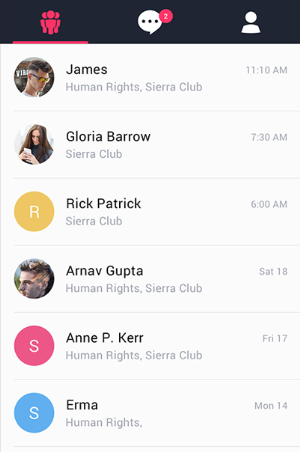 2
VIRG
James 11:10 AM
Human Rights, Sierra Club
Gloria Barrow 7:30 AM
Sierra Club
R
Rick Patrick 6:00 AM
Sierra Club
Arnav Gupta Sat 18
Human Rights, Sierra Club
S
Anne P. Kerr Fri 17
Human Rights, Sierra Club
S
Erma Mon 14
Human Rights,